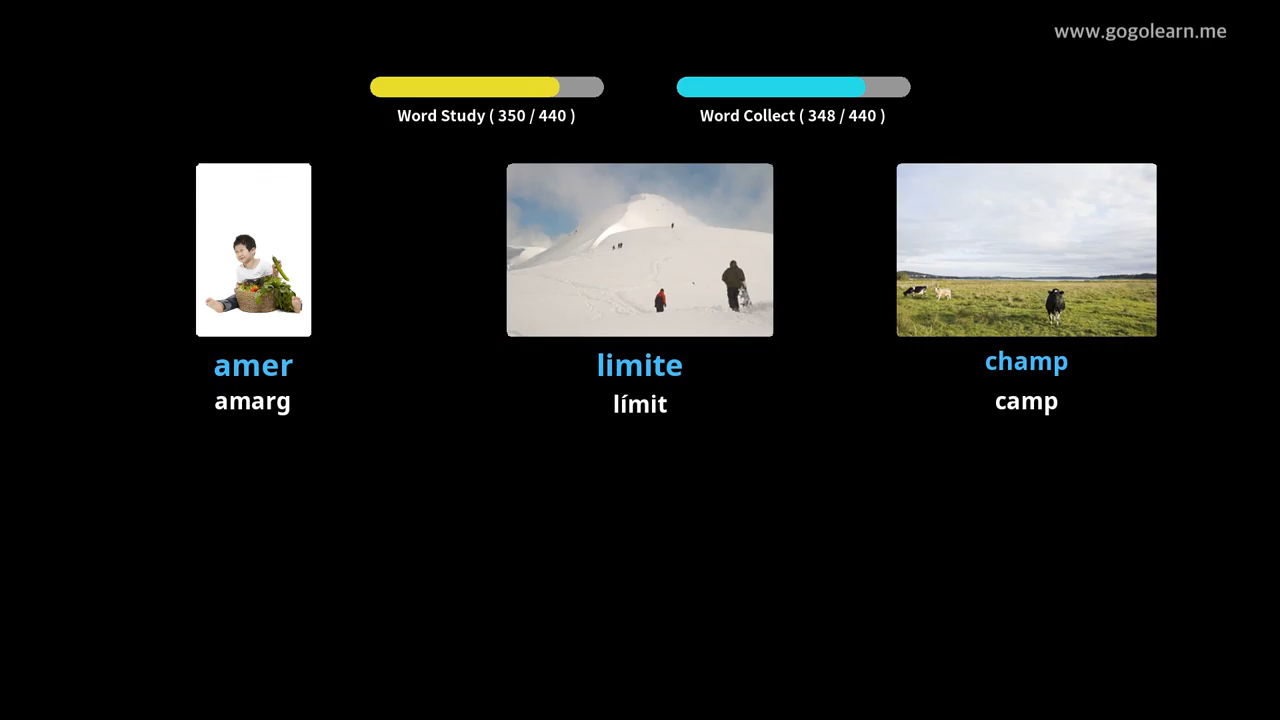 www.gogolearn.me
Word Study ( 350 / 440 )
Word Collect ( 348 / 440 )
amer
limite
champ
amarg
límit
camp